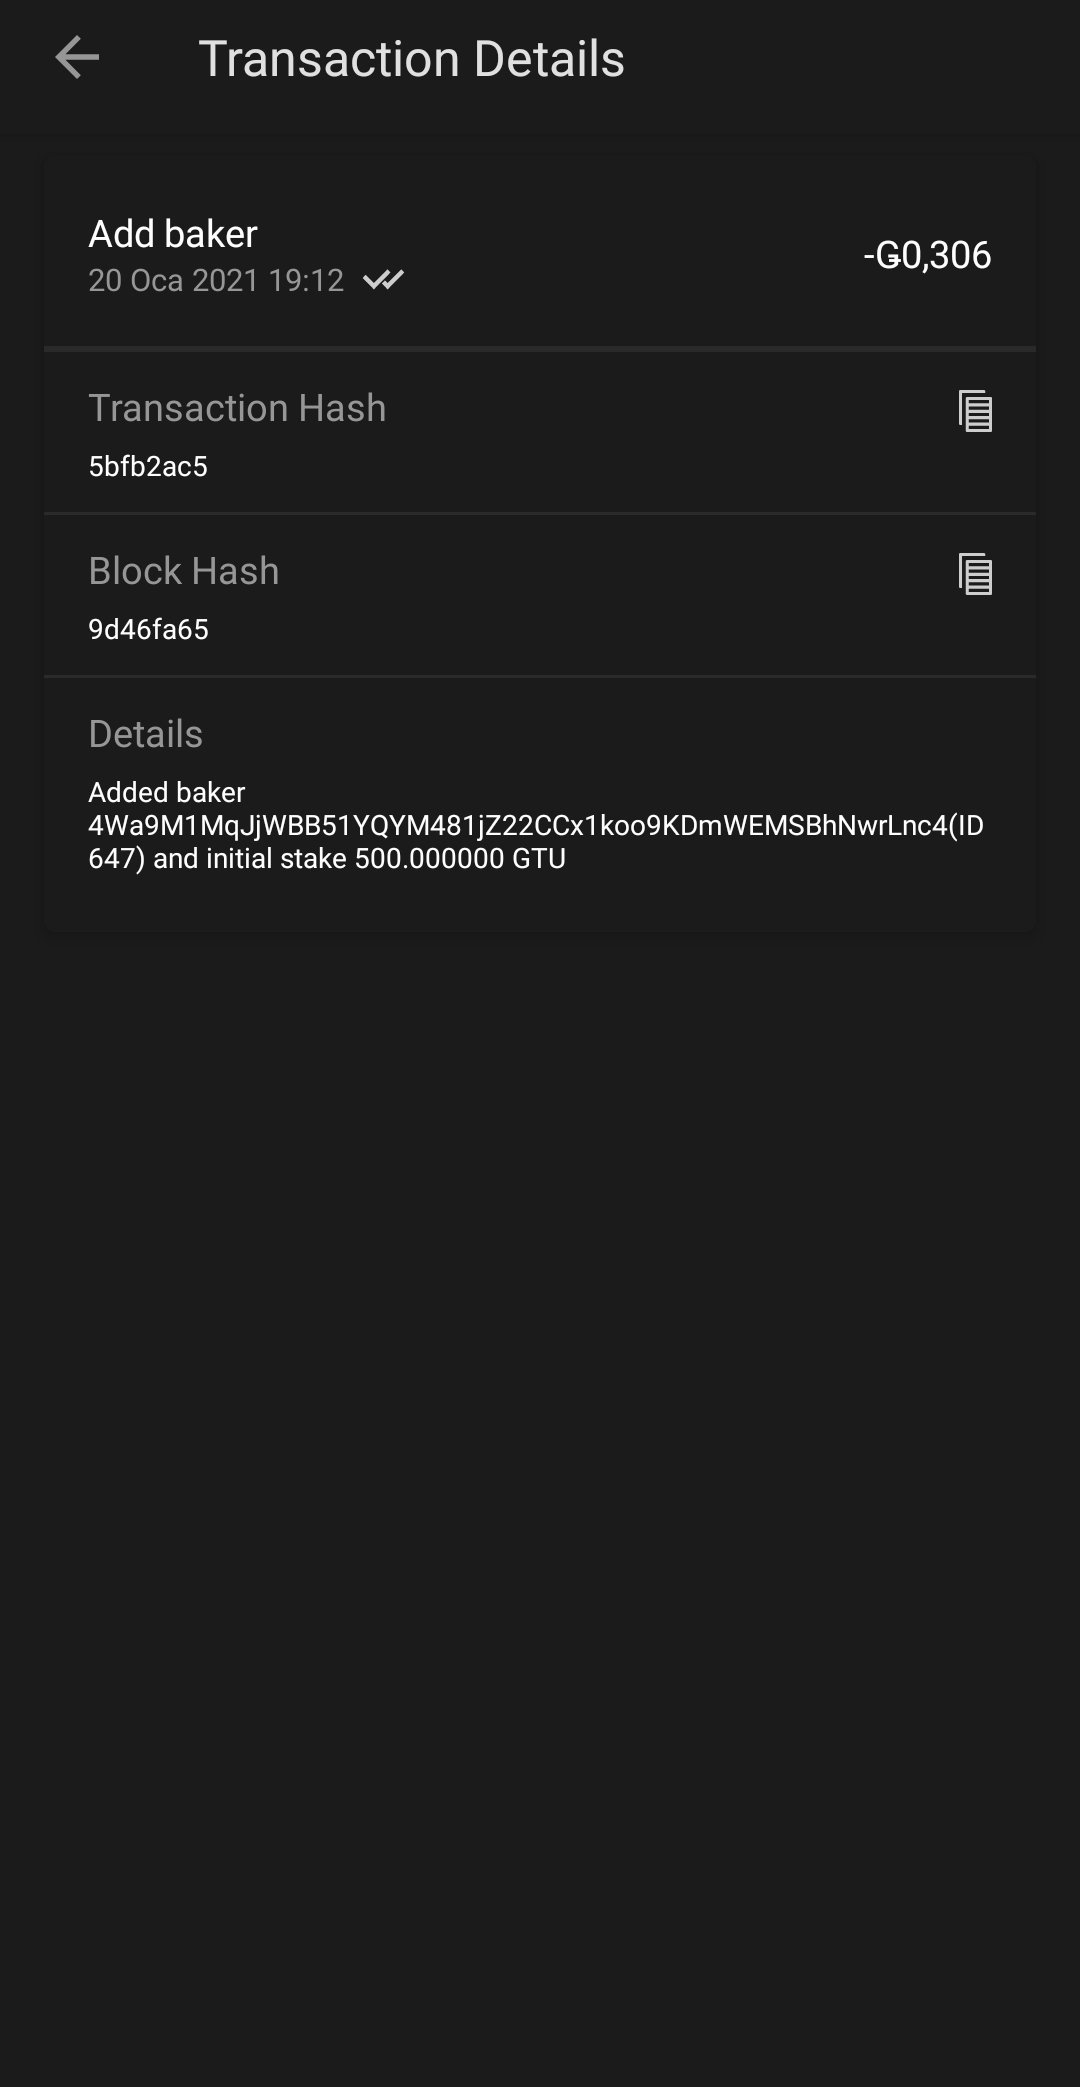 Transaction Details
Add baker
-G0,306
20 Oca 2021 19:12
Transaction Hash
5bfb2ac5
Block Hash
9d46fa65
Details
Added baker
4Wa9M1MqJjWBB51YQYM481jZ22CCx1koo9KDmWEMSBhNwrLnc4(ID
647) and initial stake 500.000000 GTU